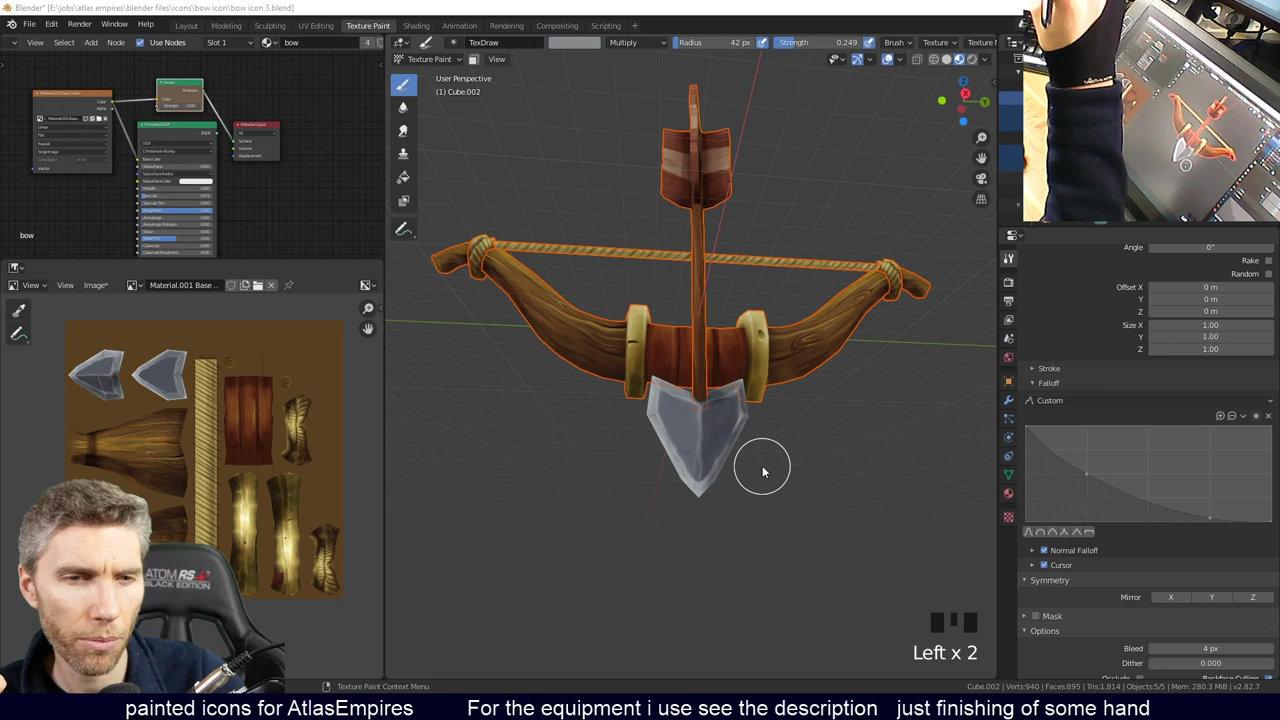 Blender* [E:\jobs\atlas empires\blender files\icons\bow icon\bow icon 3.blend]
File Edit Render Window Help Layout Modeling Sculpting UV Editing Texture Paint Shading Animation Rendering Compositing Scripting
View Select Add Node Use Nodes Slot 1 bow 4 TexDraw Multiply Radius 42 px Strength 0.249 Brush Texture
Texture Paint View
User Perspective
(1) Cube.002
bow
View View Image* Material.001 Base ...
Angle 0°
Rake
Random
Offset X 0 m
Y 0 m
Z 0 m
Size X 1.00
Y 1.00
Z 1.00
Stroke
Falloff
Custom
Normal Falloff
Cursor
Symmetry
Mirror X Y Z
Mask
Options
Bleed 4 px
Dither 0.000
ATOM RS
BLACK EDITION
Left x 2
Texture Paint Context Menu
Cube.002 | Verts:940 | Faces:895 | Tris:1,814 | Objects:5/5 | Mem: 280.3 MiB | v2.82.7
painted icons for AtlasEmpires For the equipment i use see the description just finishing of some hand